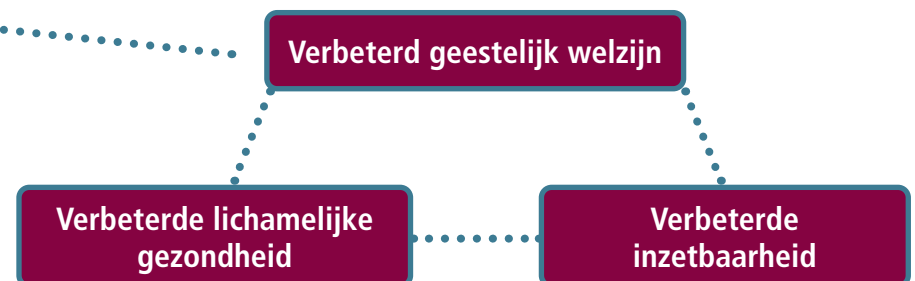 Verbeterd geestelijk welzijn
Verbeterde lichamelijke
gezondheid
Verbeterde
inzetbaarheid